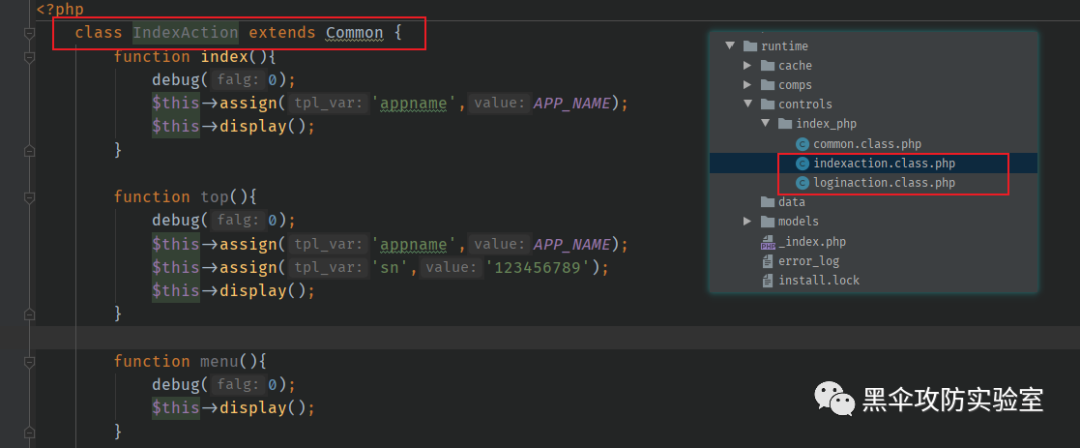 <?php
class IndexAction extends Common {
function index(){
debug( falg: 0);
$this→assign( tpl_var: 'appname', value: APP_NAME);
$this→display();
}
function top(){
debug( falg: 0);
$this→assign( tpl_var: 'appname', value: APP_NAME);
$this→assign( tpl_var: 'sn', value: '123456789');
$this→display();
}
function menu(){
debug( falg: 0);
$this→display();
}
runtime
cache
comps
controls
index_php
common.class.php
indexaction.class.php
loginaction.class.php
data
models
_index.php
error_log
install.lock
黑伞攻防实验室